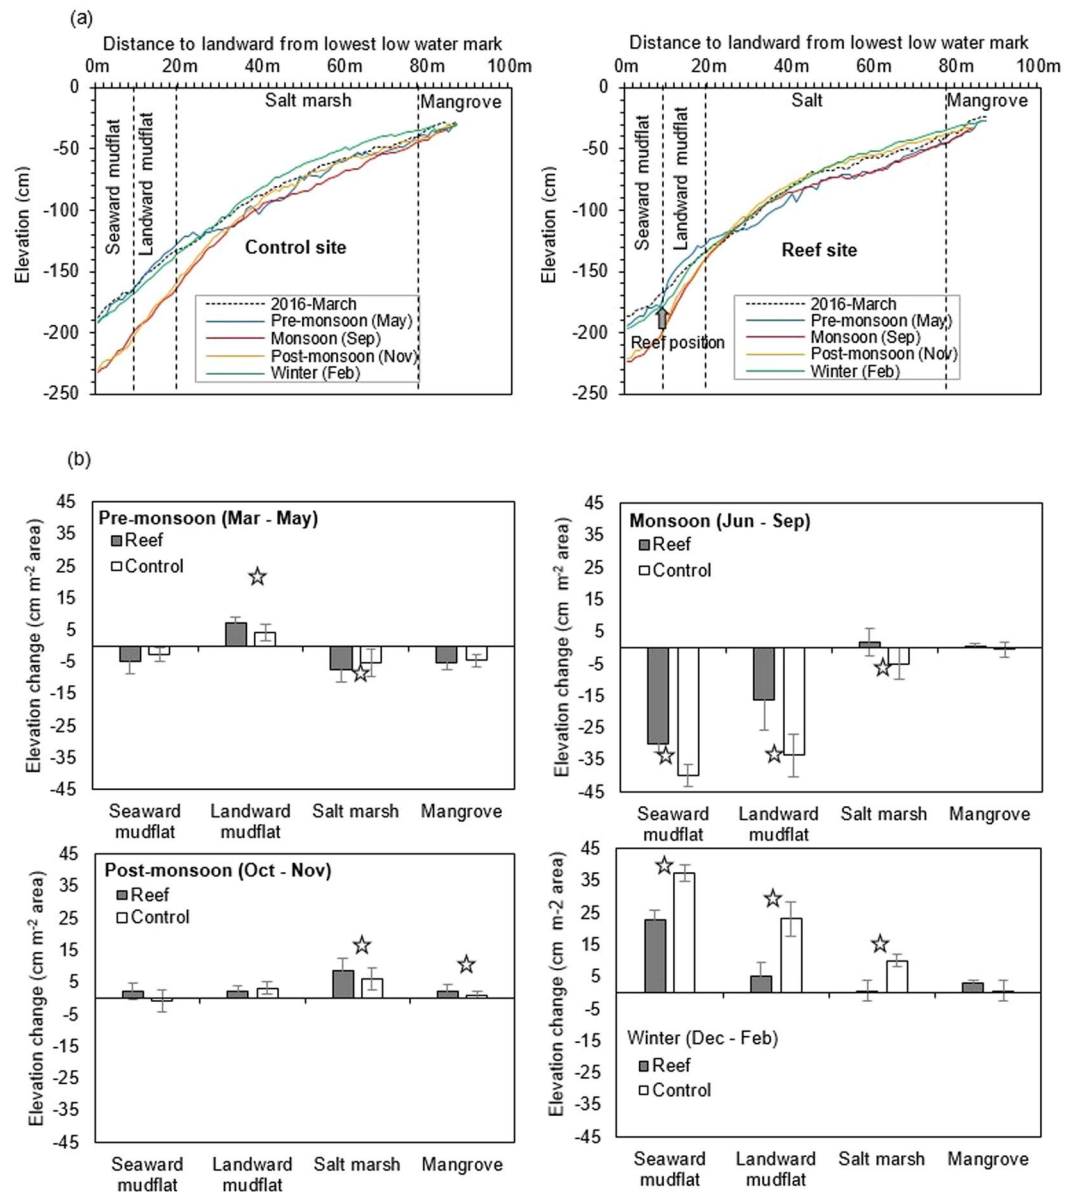 (a)
Distance to landward from lowest low water mark
0m 20m 40m 60m 80m 100m
0
-50
-100
-150
-200
-250
Elevation (cm)
Seaward mudflat
Landward mudflat
Salt marsh
Mangrove
Control site
2016-March
Pre-monsoon (May)
Monsoon (Sep)
Post-monsoon (Nov)
Winter (Feb)
Distance to landward from lowest low water mark
0m 20m 40m 60m 80m 100m
0
-50
-100
-150
-200
-250
Elevation (cm)
Seaward mudflat
Landward mudflat
Salt
Mangrove
Reef site
Reef position
2016-March
Pre-monsoon (May)
Monsoon (Sep)
Post-monsoon (Nov)
Winter (Feb)
(b)
Elevation change (cm m-2 area)
45
35
25
15
5
-5
-15
-25
-35
-45
Pre-monsoon (Mar - May)
Reef
Control
Seaward Landward Salt marsh Mangrove
mudflat mudflat
Elevation change (cm m-2 area)
45
35
25
15
5
-5
-15
-25
-35
-45
Monsoon (Jun - Sep)
Reef
Control
Seaward Landward Salt marsh Mangrove
mudflat mudflat
Elevation change (cm m-2 area)
45
35
25
15
5
-5
-15
-25
-35
-45
Post-monsoon (Oct - Nov)
Reef
Control
Seaward Landward Salt marsh Mangrove
mudflat mudflat
Elevation change (cm m-2 area)
45
35
25
15
5
-5
-15
-25
-35
-45
Winter (Dec - Feb)
Reef
Control
Seaward Landward Salt marsh Mangrove
mudflat mudflat